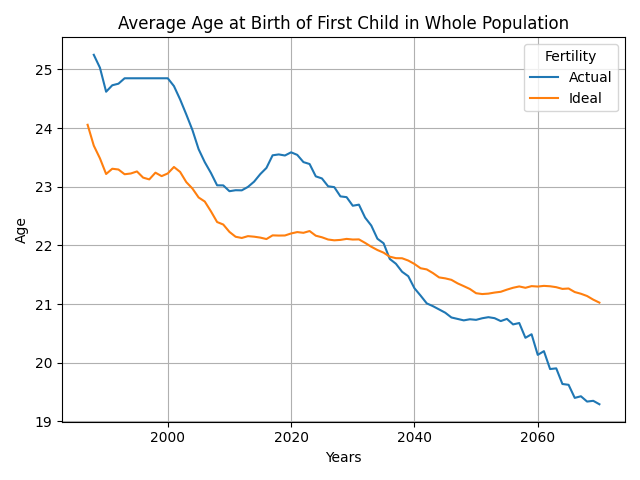 Average Age at Birth of First Child in Whole Population
Fertility
Actual
Ideal
25
24
23
22
21
20
19
Age
2000
2020
2040
2060
Years